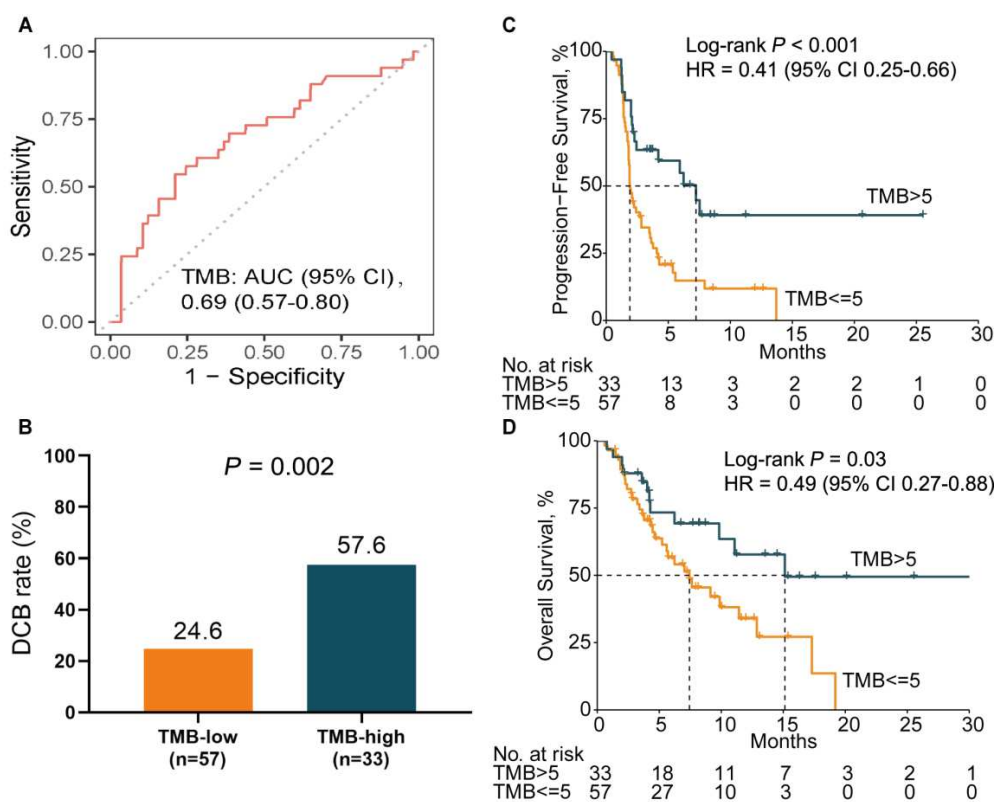 A
1.00
0.75
0.50
0.25
0.00
Sensitivity
TMB: AUC (95% CI),
0.69 (0.57-0.80)
0.00 0.25 0.50 0.75 1.00
1 - Specificity
B
100
80
60
40
20
0
DCB rate (%)
P = 0.002
24.6
57.6
TMB-low
(n=57)
TMB-high
(n=33)
C
Log-rank P < 0.001
HR = 0.41 (95% CI 0.25-0.66)
100
75
50
25
0
Progression-Free Survival, %
TMB>5
TMB<=5
0 5 10 15 20 25 30
Months
No. at risk
TMB>5 33 13 3 2 2 1 0
TMB<=5 57 8 3 0 0 0 0
D
Log-rank P = 0.03
HR = 0.49 (95% CI 0.27-0.88)
100
75
50
25
0
Overall Survival, %
TMB>5
TMB<=5
0 5 10 15 20 25 30
Months
No. at risk
TMB>5 33 18 11 7 3 2 1
TMB<=5 57 27 10 3 0 0 0